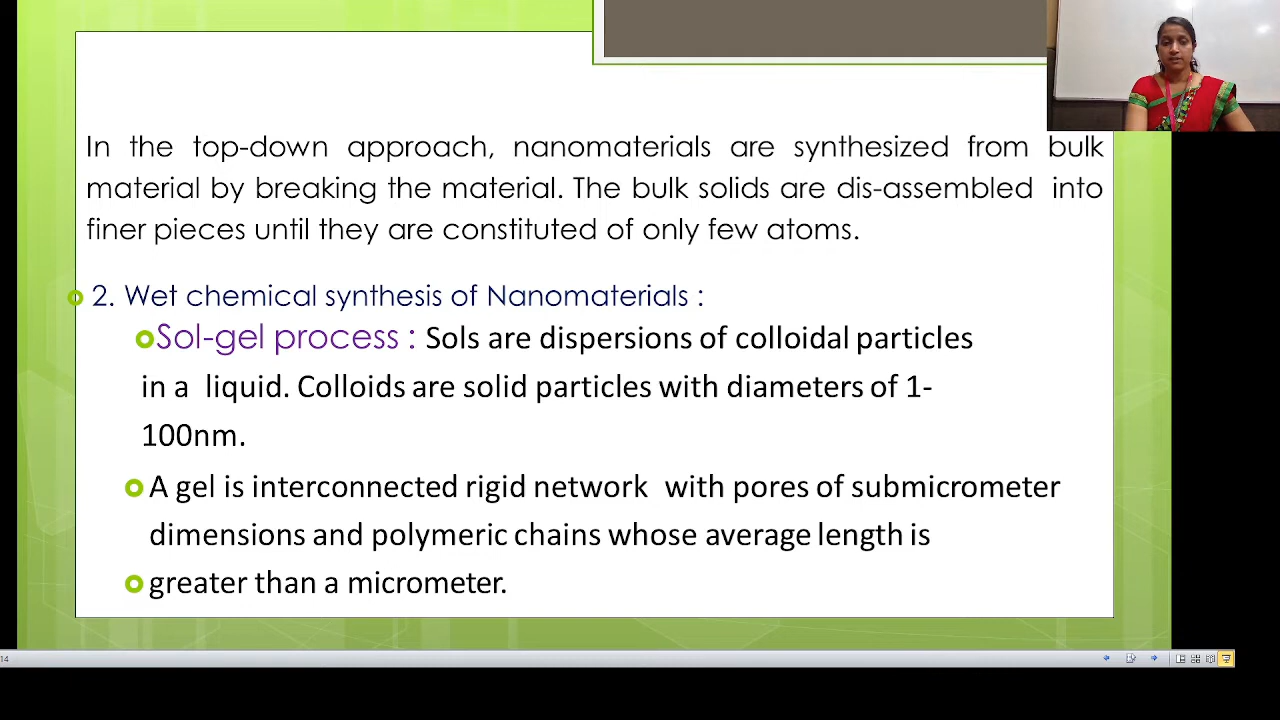 In the top-down approach, nanomaterials are synthesized from bulk
material by breaking the material. The bulk solids are dis-assembled into
finer pieces until they are constituted of only few atoms.
2. Wet chemical synthesis of Nanomaterials :
Sol-gel process : Sols are dispersions of colloidal particles
in a liquid. Colloids are solid particles with diameters of 1-
100nm.
A gel is interconnected rigid network with pores of submicrometer
dimensions and polymeric chains whose average length is
greater than a micrometer.
14